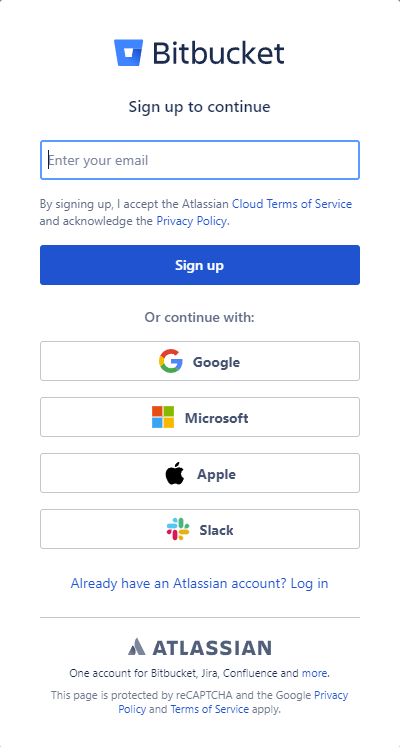 Bitbucket
Sign up to continue
Enter your email
By signing up, I accept the Atlassian Cloud Terms of Service
and acknowledge the Privacy Policy.
Sign up
Or continue with:
Google
Microsoft
Apple
Slack
Already have an Atlassian account? Log in
ATLASSIAN
One account for Bitbucket, Jira, Confluence and more.
This page is protected by reCAPTCHA and the Google Privacy
Policy and Terms of Service apply.